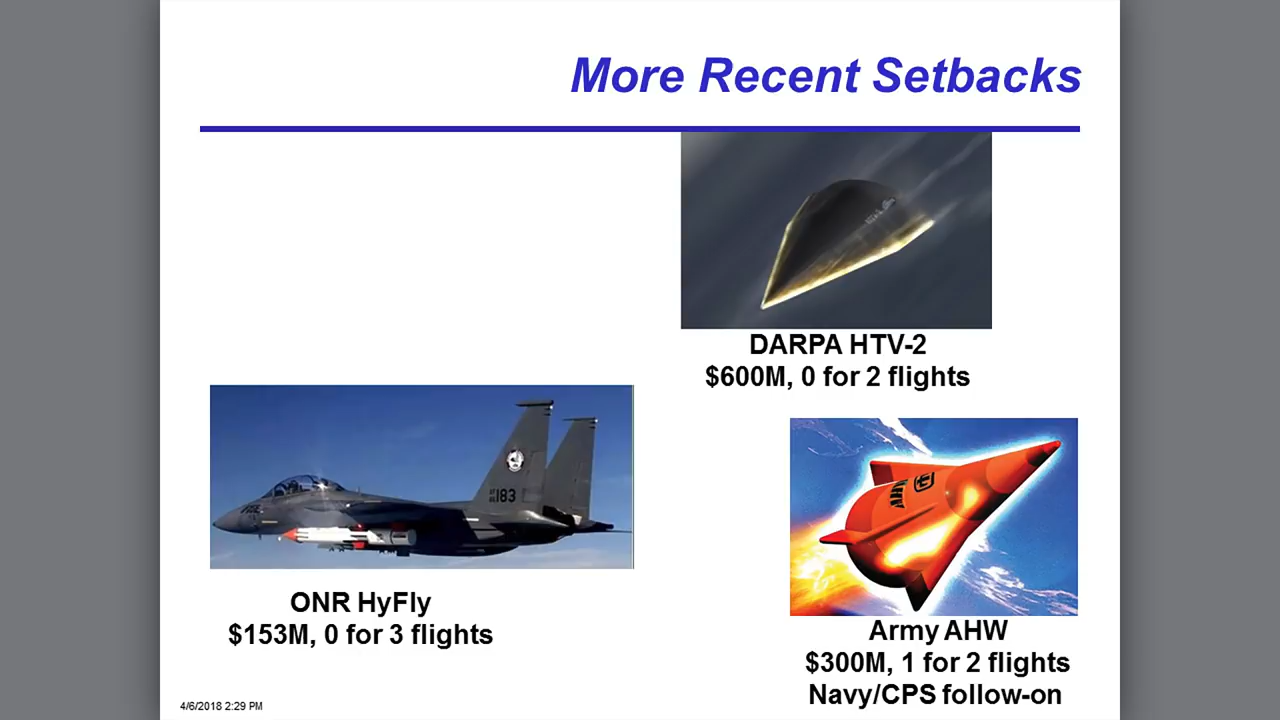 More Recent Setbacks
DARPA HTV-2
$600M, 0 for 2 flights
183
ONR HyFly
$153M, 0 for 3 flights
Army AHW
$300M, 1 for 2 flights
Navy/CPS follow-on
4/6/2018 2:29 PM